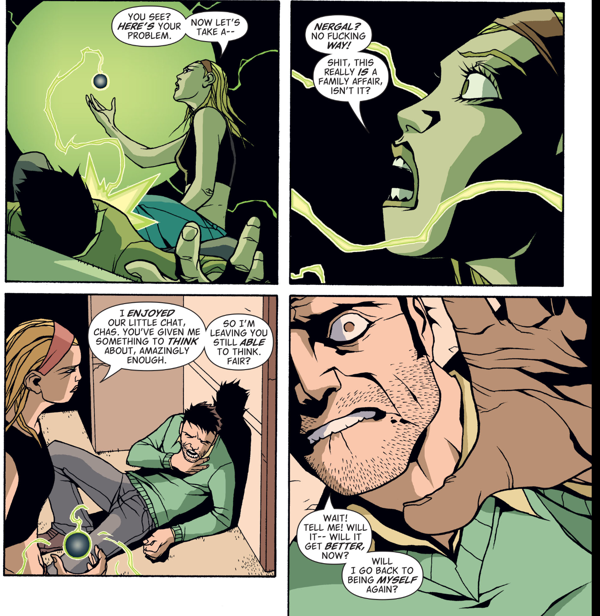 YOU SEE?
HERE'S YOUR
PROBLEM.
NOW LET'S
TAKE A--
NERGAL?
NO FUCKING
WAY!
SHIT, THIS
REALLY IS A
FAMILY AFFAIR,
ISN'T IT?
I ENJOYED
OUR LITTLE CHAT,
CHAS. YOU'VE GIVEN ME
SOMETHING TO THINK
ABOUT, AMAZINGLY
ENOUGH.
SO I'M
LEAVING YOU
STILL ABLE
TO THINK.
FAIR?
WAIT!
TELL ME! WILL
IT-- WILL IT
GET BETTER,
NOW?
WILL
I GO BACK TO
BEING MYSELF
AGAIN?